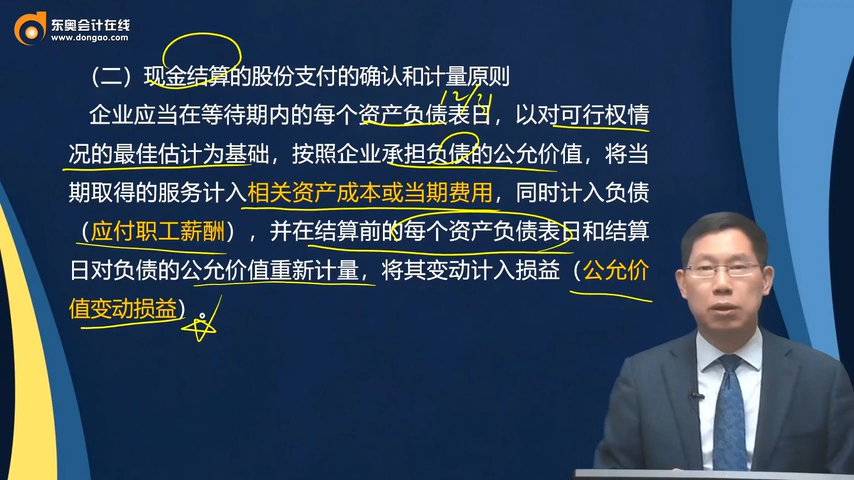 东奥会计在线
www.dongao.com
（二）现金结算的股份支付的确认和计量原则
12/31
企业应当在等待期内的每个资产负债表日，以对可行权情
况的最佳估计为基础，按照企业承担负债的公允价值，将当
期取得的服务计入相关资产成本或当期费用，同时计入负债
（应付职工薪酬），并在结算前的每个资产负债表日和结算
日对负债的公允价值重新计量，将其变动计入损益（公允价
值变动损益）。